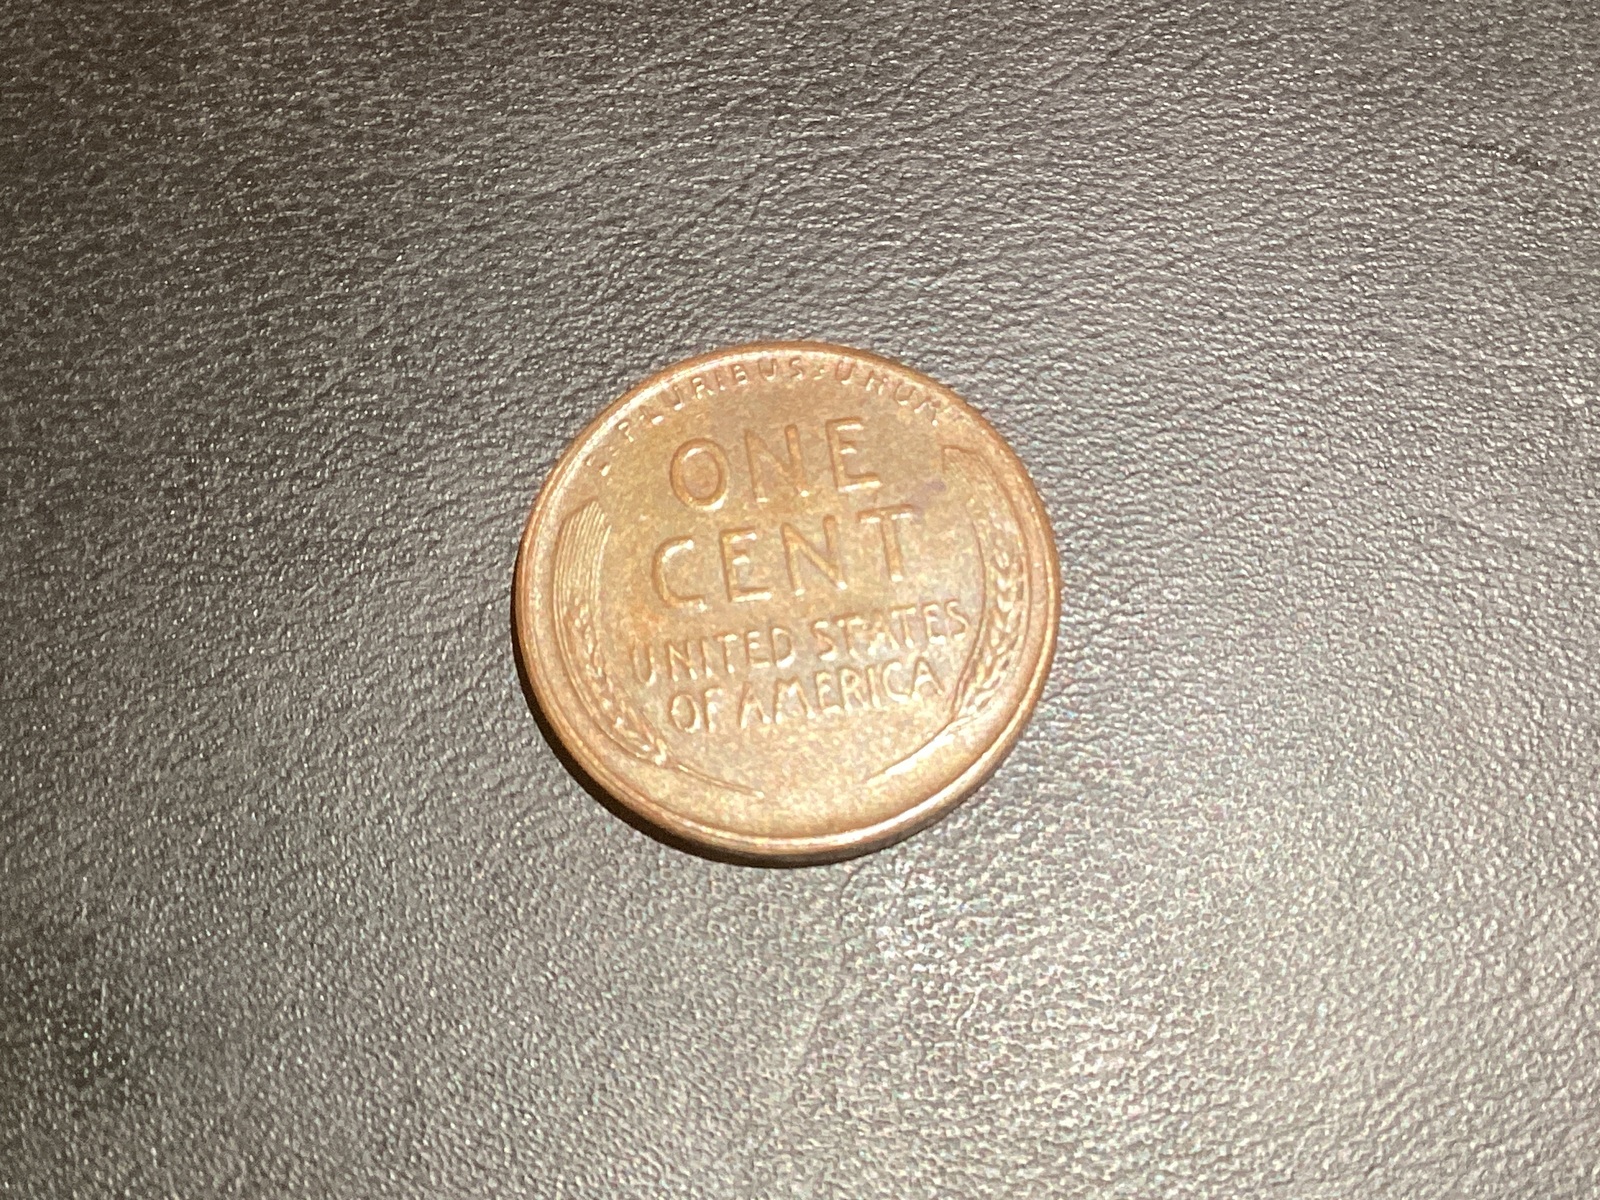 E·PLURIBUS·UNUM
ONE
CENT
UNITED STATES
OF AMERICA